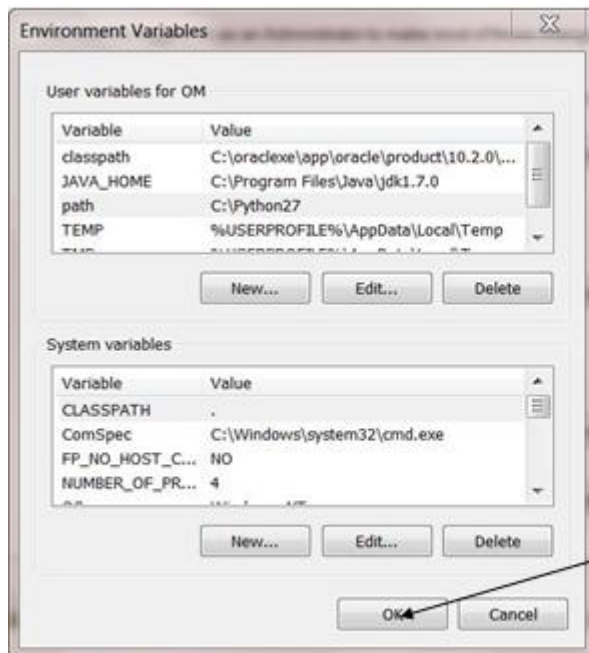 Environment Variables
User variables for OM
Variable Value
classpath C:\oraclexe\app\oracle\product\10.2.0\,...
JAVA_HOME C:\Program Files\Java\jdk1.7.0
path C:\Python27
TEMP %USERPROFILE%\AppData\Local\Temp
New... Edit... Delete
System variables
Variable Value
CLASSPATH .
ComSpec C:\Windows\system32\cmd.exe
FP_NO_HOST_C... NO
NUMBER_OF_PR... 4
New... Edit... Delete
OK Cancel